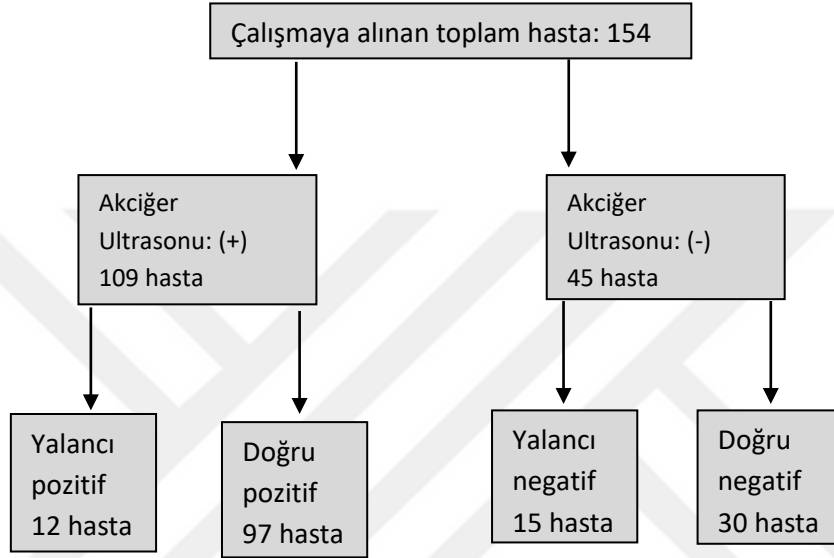 Çalışmaya alınan toplam hasta: 154
Akciğer
Ultrasonu: (+)
109 hasta
Akciğer
Ultrasonu: (-)
45 hasta
Yalancı
pozitif
12 hasta
Doğru
pozitif
97 hasta
Yalancı
negatif
15 hasta
Doğru
negatif
30 hasta